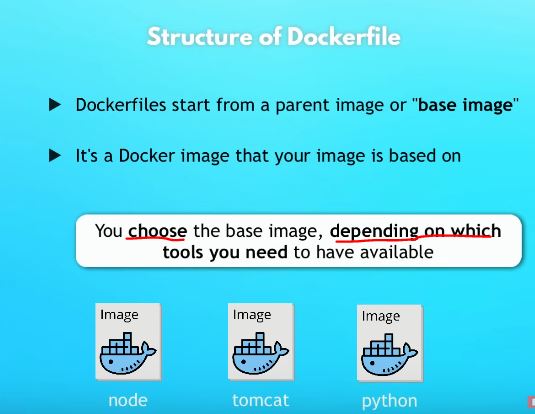 Structure of Dockerfile
Dockerfiles start from a parent image or "base image"
It's a Docker image that your image is based on
You choose the base image, depending on which
tools you need to have available
Image Image Image
node tomcat python